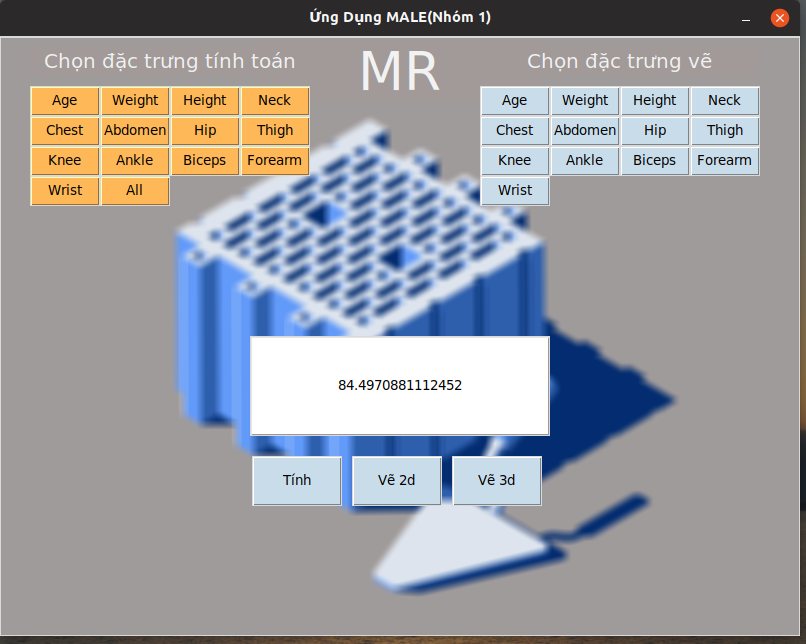 Ứng Dụng MALE(Nhóm 1)
Chọn đặc trưng tính toán
MR
Chọn đặc trưng vẽ
Age Weight Height Neck
Chest Abdomen Hip Thigh
Knee Ankle Biceps Forearm
Wrist All
Age Weight Height Neck
Chest Abdomen Hip Thigh
Knee Ankle Biceps Forearm
Wrist
84.4970881112452
Tính Vẽ 2d Vẽ 3d